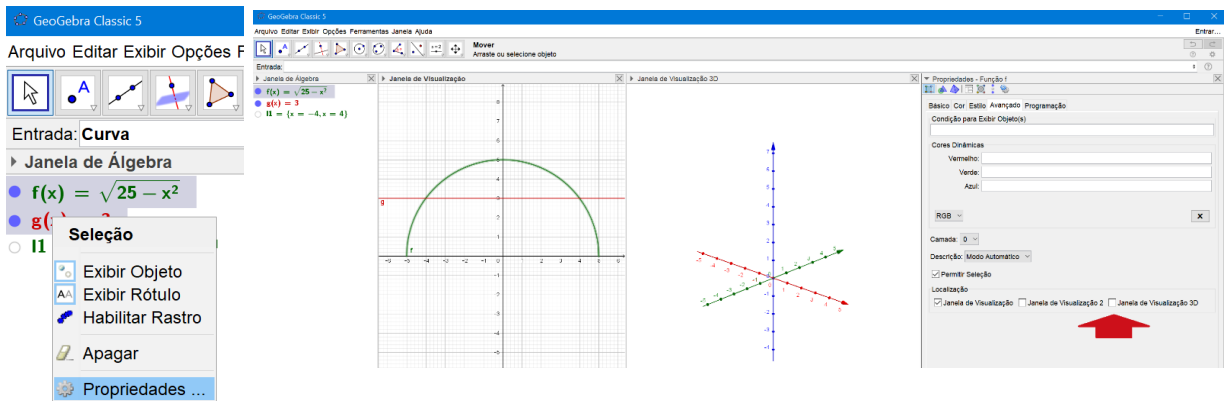 GeoGebra Classic 5
Arquivo Editar Exibir Opções F
A
Entrada: Curva
Janela de Álgebra
f(x) = √25 − x²
g(
l1
Seleção
Exibir Objeto
AA Exibir Rótulo
Habilitar Rastro
Apagar
Propriedades ...
GeoGebra Classic 5
Arquivo Editar Exibir Opções Ferramentas Janela Ajuda
Entrar...
Mover
Arraste ou selecione objeto
Entrada:
Janela de Álgebra
f(x) = √25 − x²
g(x) = 3
l1 = {x = −4, x = 4}
Janela de Visualização
g
f
Janela de Visualização 3D
Propriedades - Função f
Básico Cor Estilo Avançado Programação
Condição para Exibir Objeto(s)
Cores Dinâmicas
Vermelho:
Verde:
Azul:
RGB
x
Camada: 0
Descrição: Modo Automático
Permitir Seleção
Localização
Janela de Visualização Janela de Visualização 2 Janela de Visualização 3D